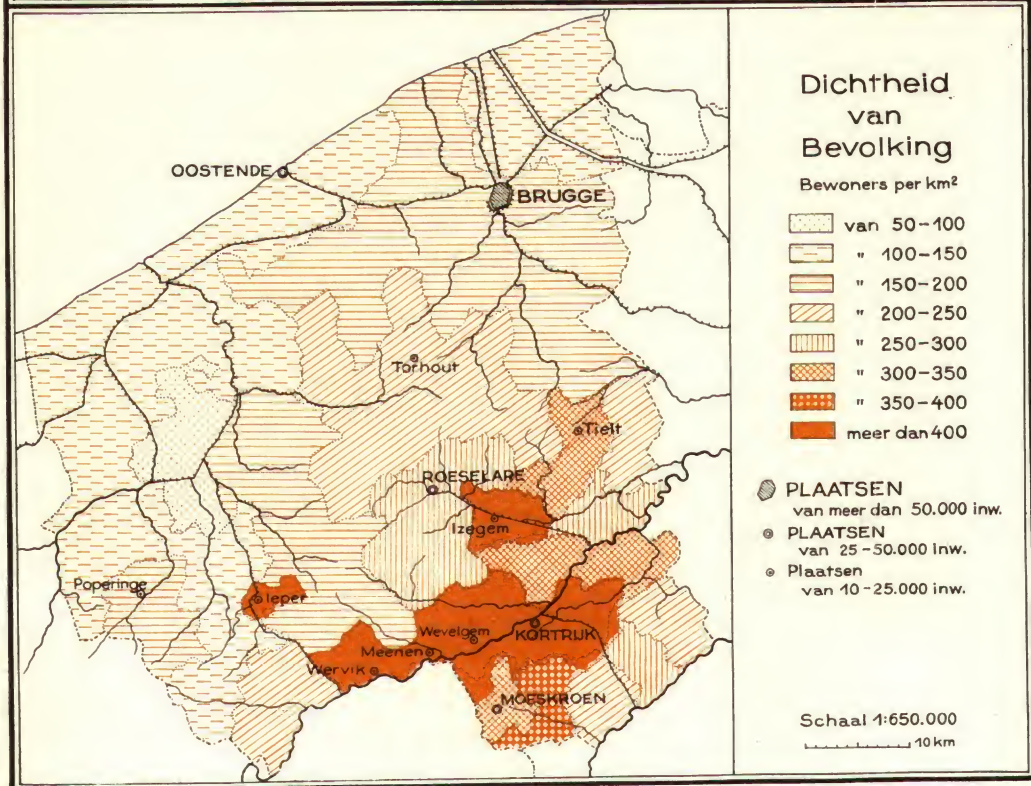 Dichtheid
van
Bevolking
Bewoners per km²
van 50-100
" 100-150
" 150-200
" 200-250
" 250-300
" 300-350
" 350-400
meer dan 400
PLAATSEN
van meer dan 50.000 inw.
PLAATSEN
van 25-50.000 inw.
Plaatsen
van 10-25.000 inw.
Schaal 1:650.000
10 km
OOSTENDE
BRUGGE
Torhout
Tielt
ROESELARE
Izegem
Poperinge
Ieper
Wevelgem
KORTRIJK
Meenen
Wervik
MOESKROEN